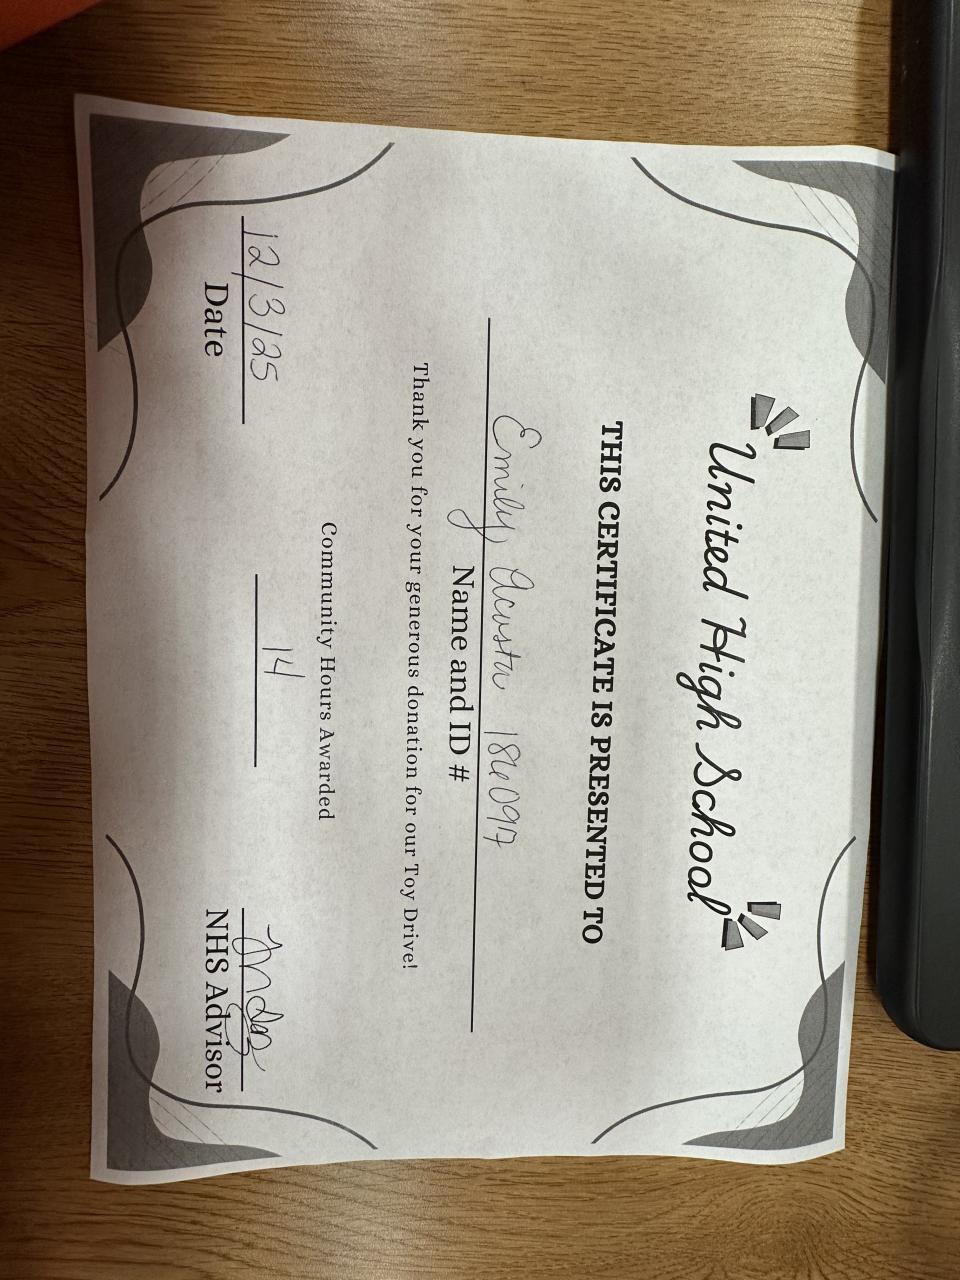 United High School
THIS CERTIFICATE IS PRESENTED TO
Emily Acosta
Name and ID #
Thank you for your generous donation for our Toy Drive!
Community Hours Awarded
12/3/25
14
Date
NHS Advisor